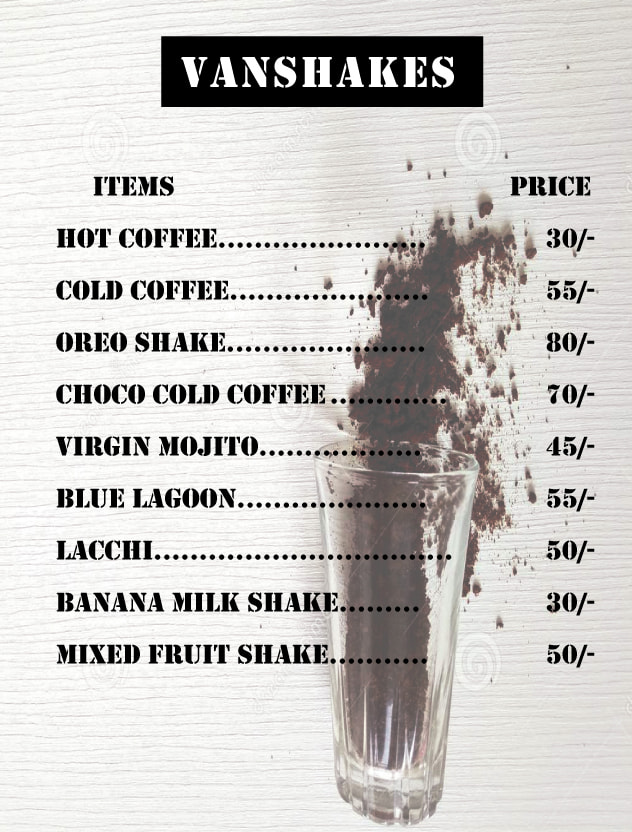 VANSHAKES
ITEMS PRICE
HOT COFFEE....................... 30/-
COLD COFFEE...................... 55/-
OREO SHAKE...................... 80/-
CHOCO COLD COFFEE ............. 70/-
VIRGIN MOJITO.................. 45/-
BLUE LAGOON..................... 55/-
LACCHI................................. 50/-
BANANA MILK SHAKE......... 30/-
MIXED FRUIT SHAKE........... 50/-